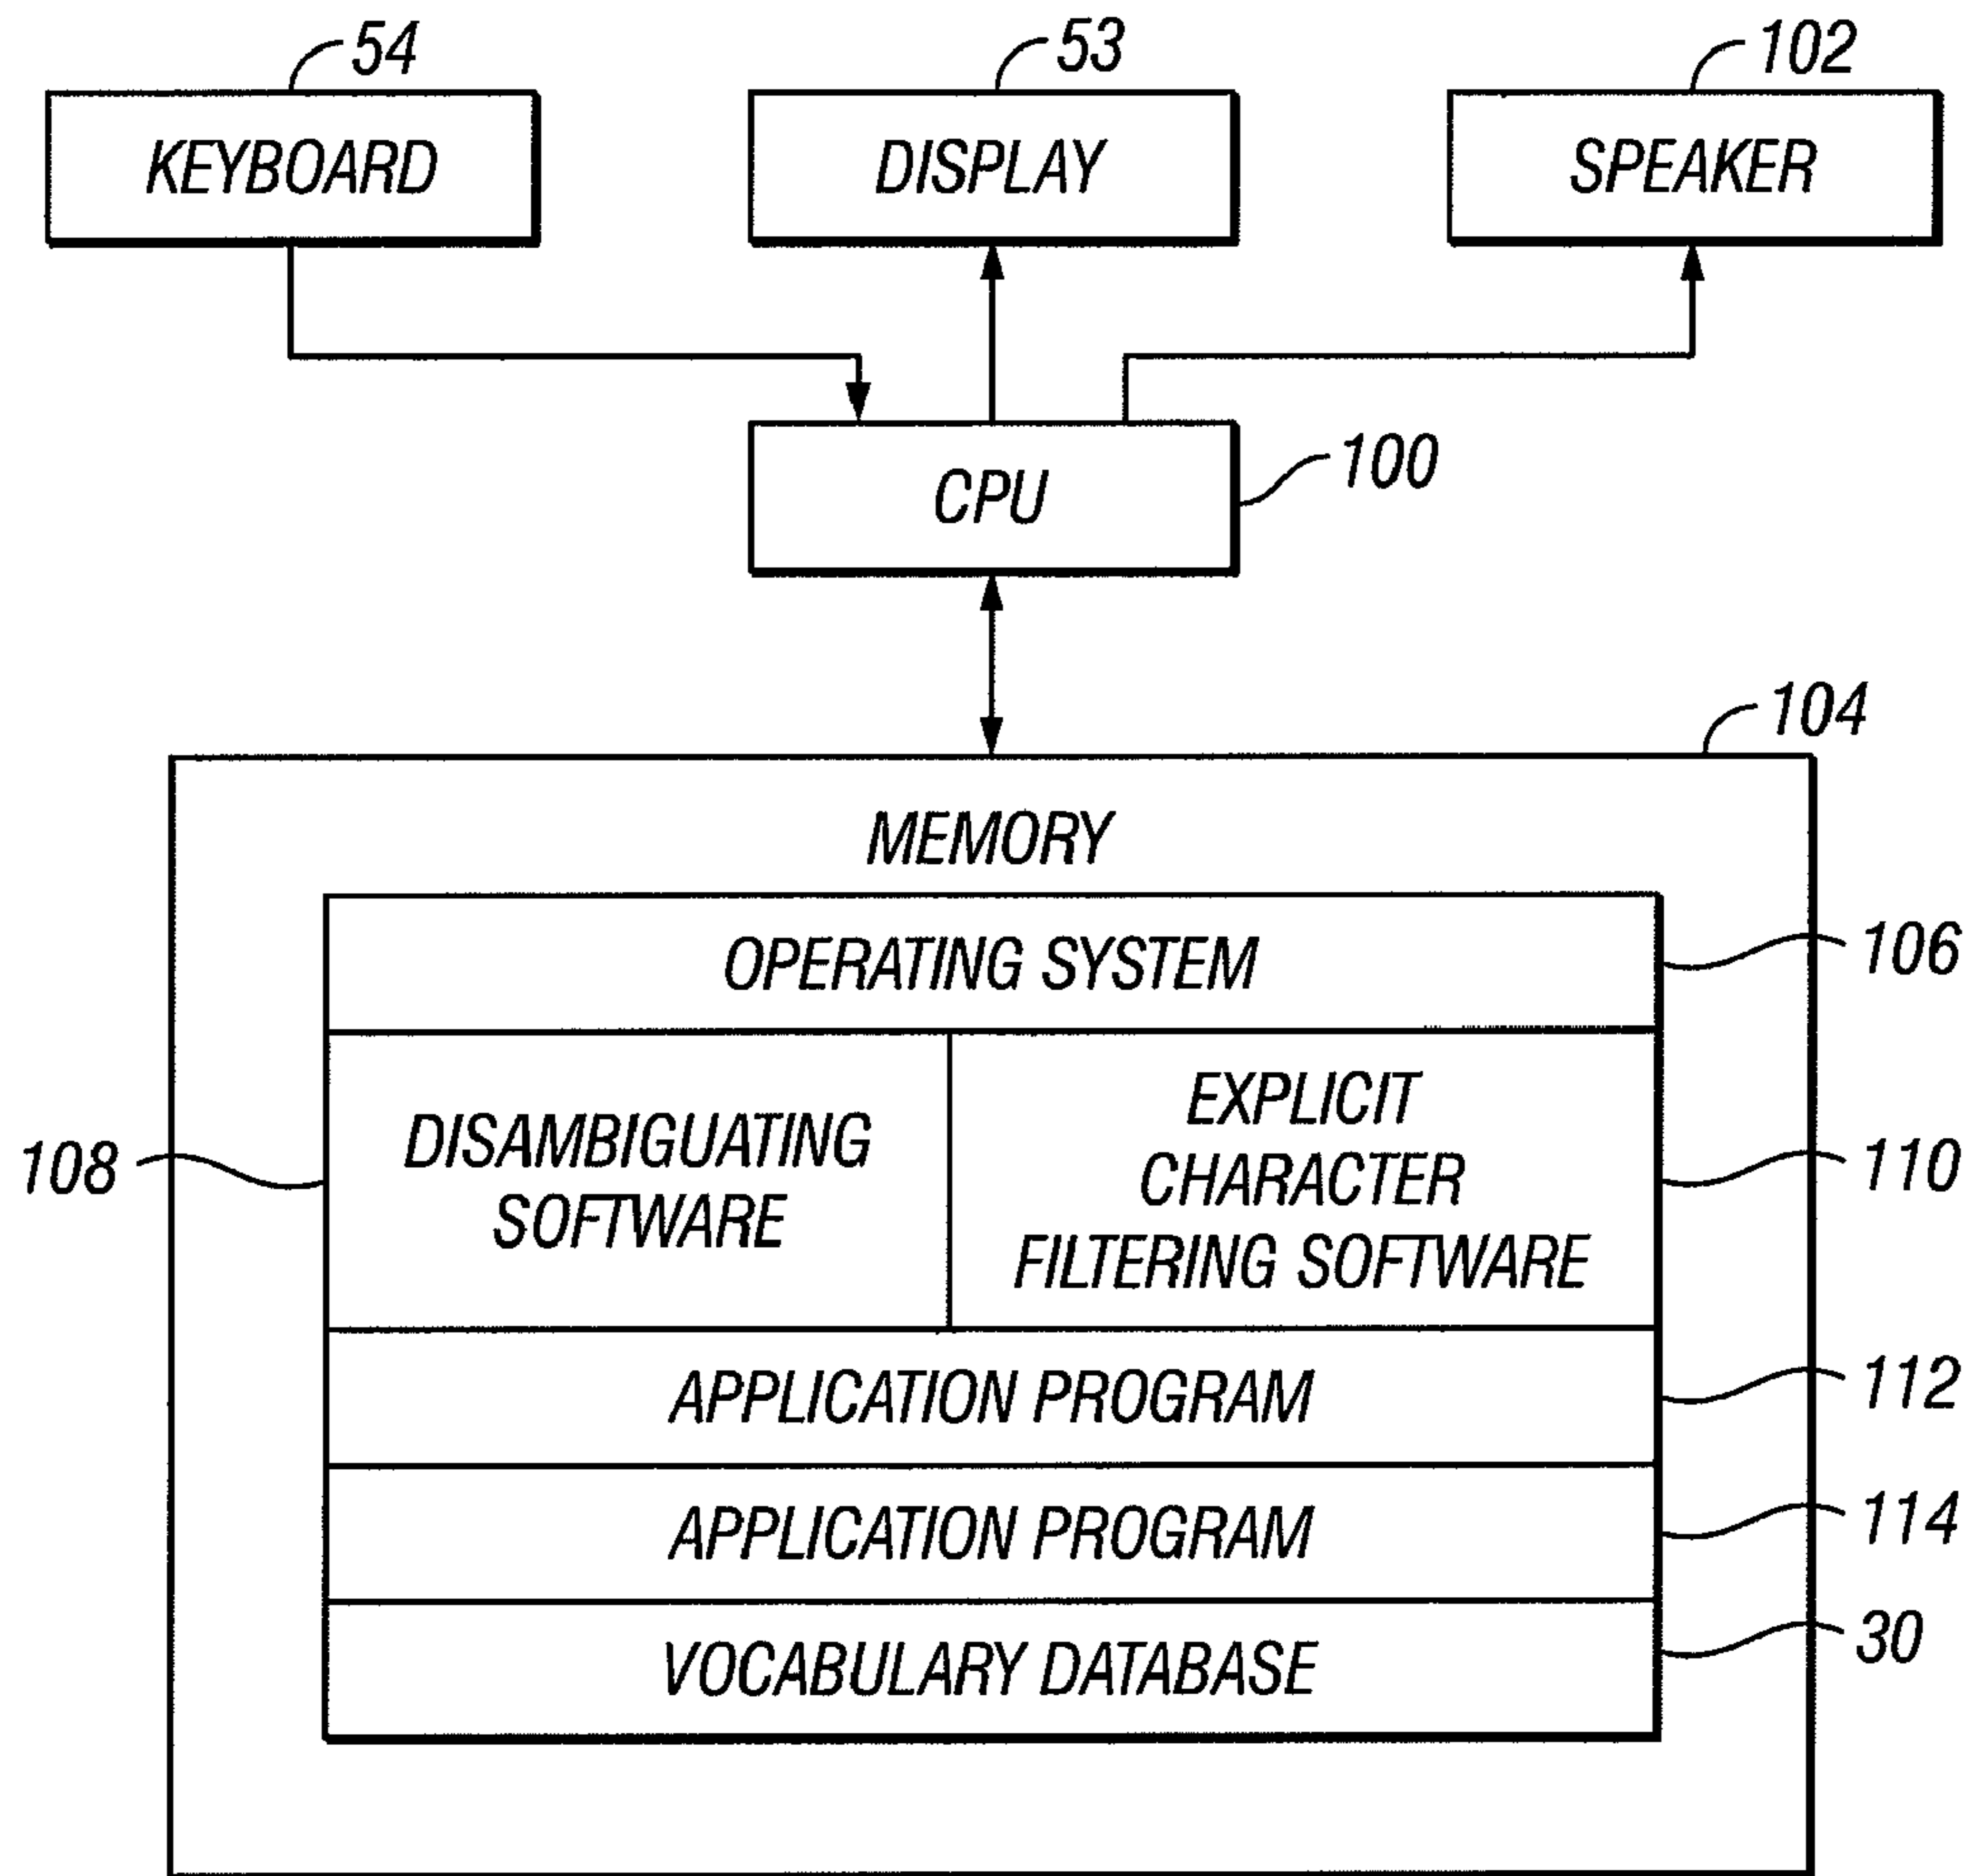 54
53
102
KEYBOARD
DISPLAY
SPEAKER
CPU
100
104
MEMORY
OPERATING SYSTEM
106
108
DISAMBIGUATING
SOFTWARE
EXPLICIT
CHARACTER
FILTERING SOFTWARE
110
APPLICATION PROGRAM
112
APPLICATION PROGRAM
114
VOCABULARY DATABASE
30